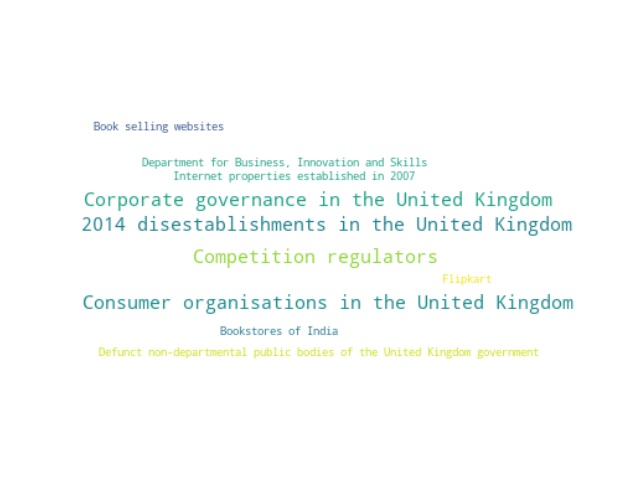 Book selling websites
Department for Business, Innovation and Skills
Internet properties established in 2007
Corporate governance in the United Kingdom
2014 disestablishments in the United Kingdom
Competition regulators
Flipkart
Consumer organisations in the United Kingdom
Bookstores of India
Defunct non-departmental public bodies of the United Kingdom government